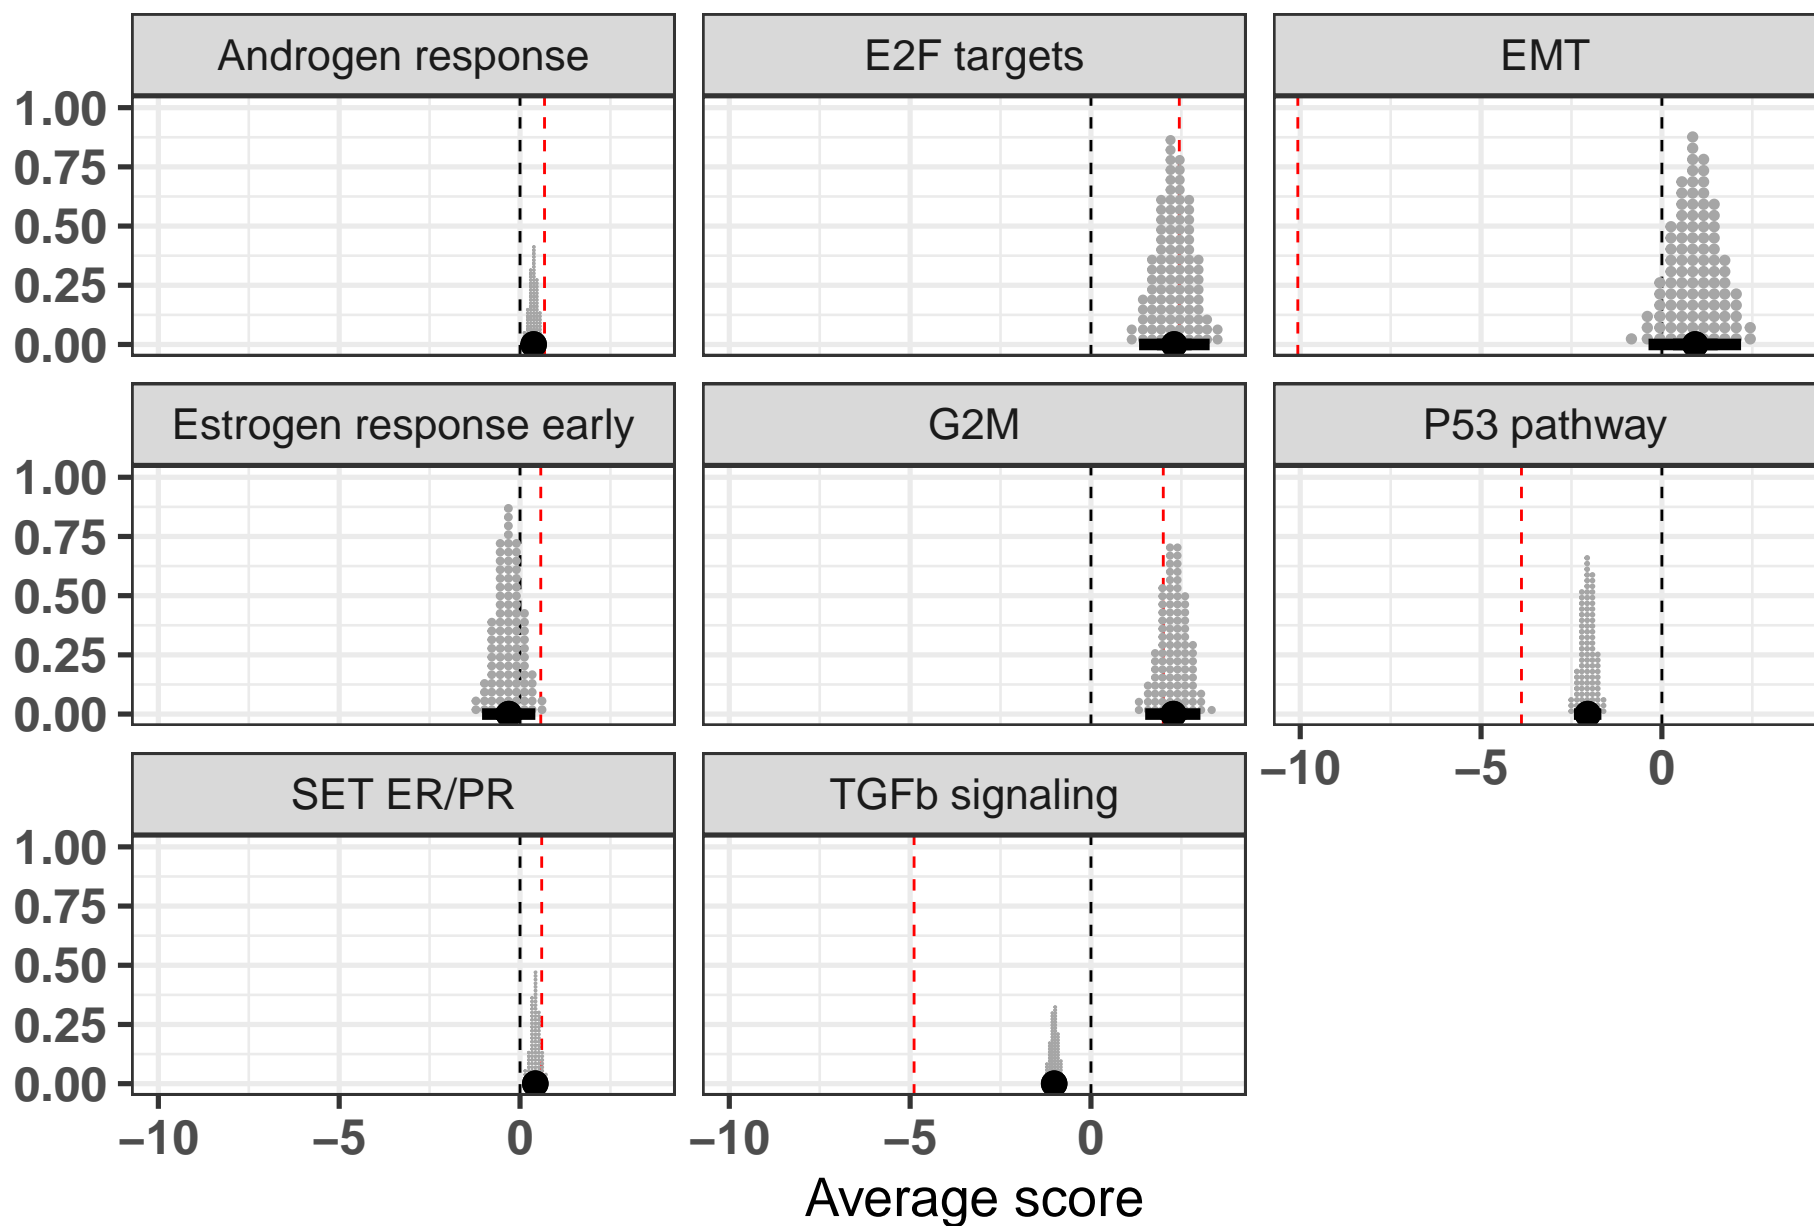 Androgen response
E2F targets
EMT
1.00
0.75
0.50
0.25
0.00
Estrogen response early
G2M
P53 pathway
1.00
0.75
0.50
0.25
0.00
−10
−5
0
SET ER/PR
TGFb signaling
1.00
0.75
0.50
0.25
0.00
−10
−5
0
−10
−5
0
Average score